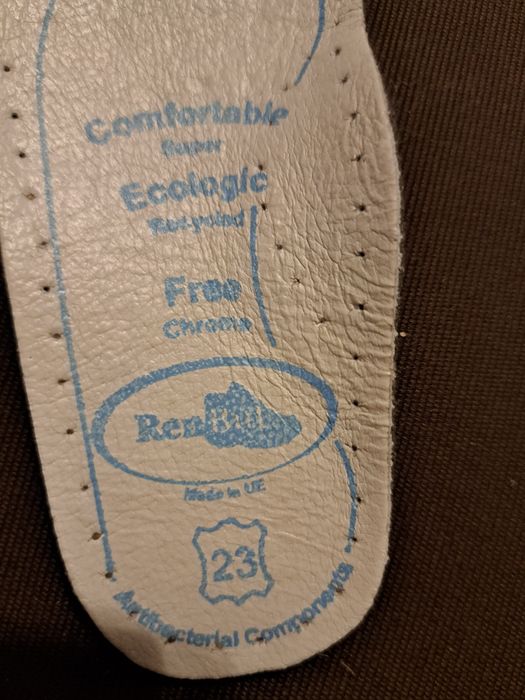 Comfortable
Super
Ecologic
Recycled
Free
Chrome
RenBut
Made in UE
23
Antibacterial Components